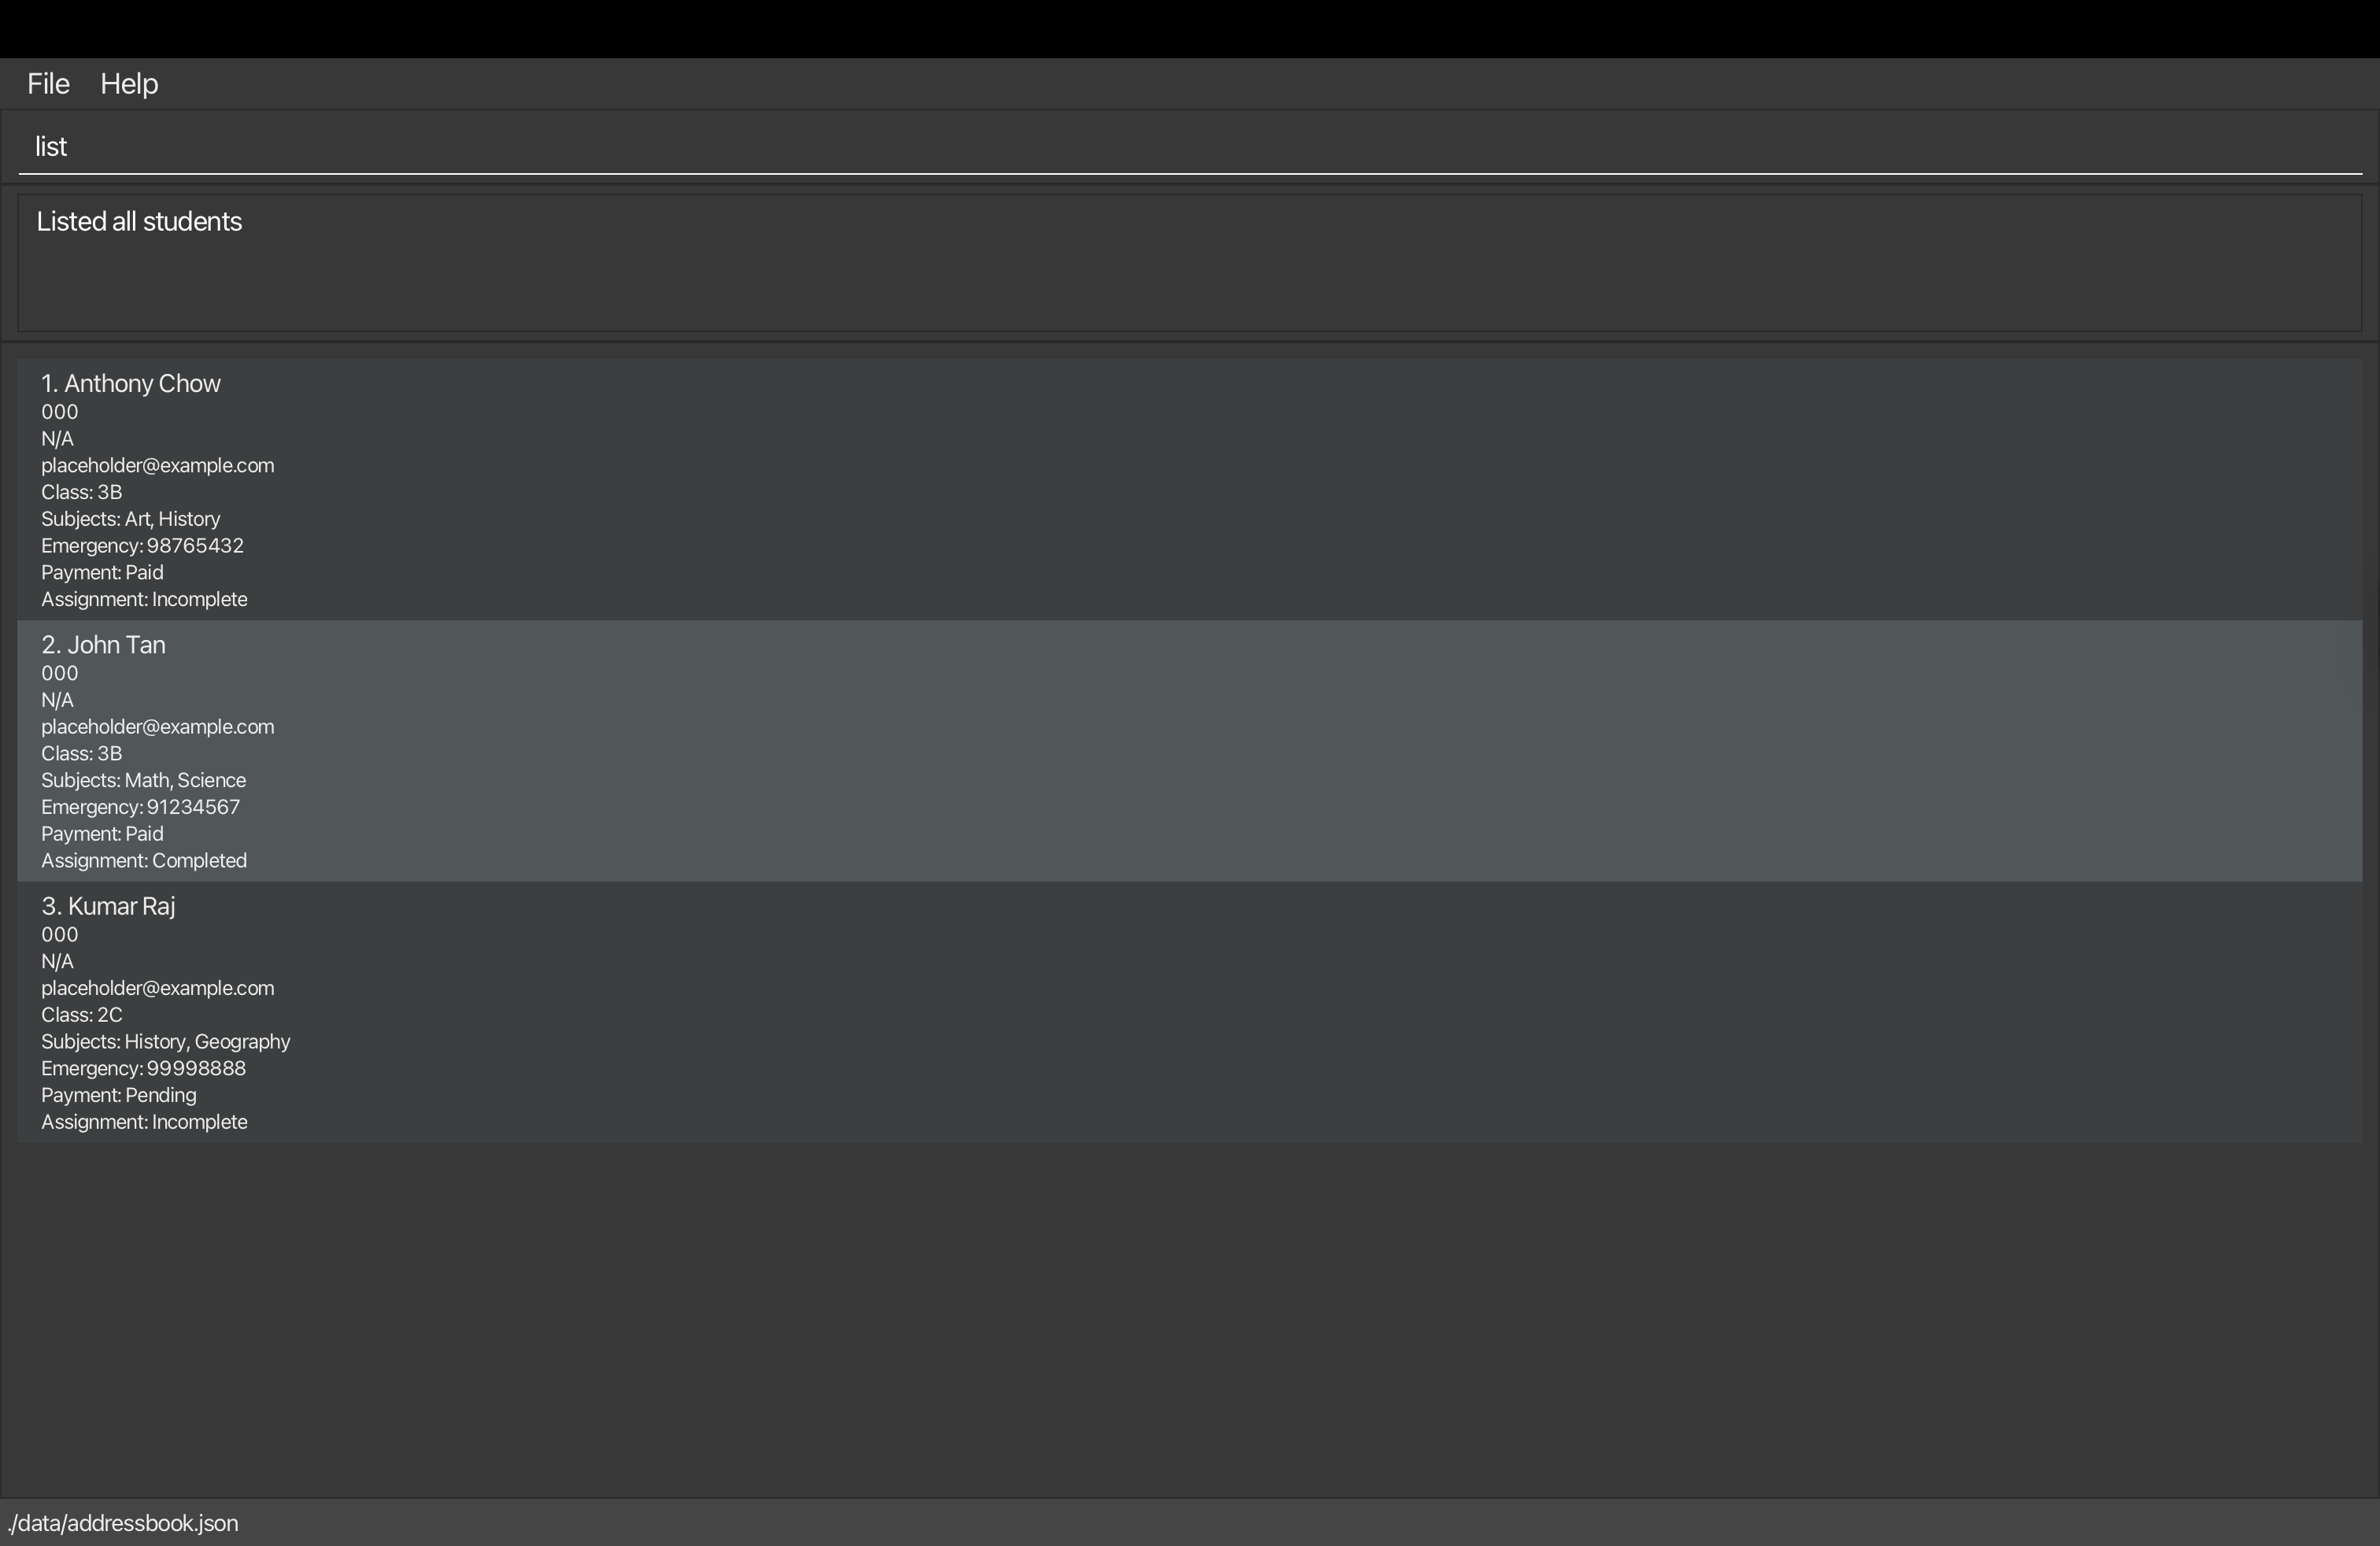 File Help
list
Listed all students
1. Anthony Chow
000
N/A
placeholder@example.com
Class: 3B
Subjects: Art, History
Emergency: 98765432
Payment: Paid
Assignment: Incomplete
2. John Tan
000
N/A
placeholder@example.com
Class: 3B
Subjects: Math, Science
Emergency: 91234567
Payment: Paid
Assignment: Completed
3. Kumar Raj
000
N/A
placeholder@example.com
Class: 2C
Subjects: History, Geography
Emergency: 99998888
Payment: Pending
Assignment: Incomplete
./data/addressbook.json